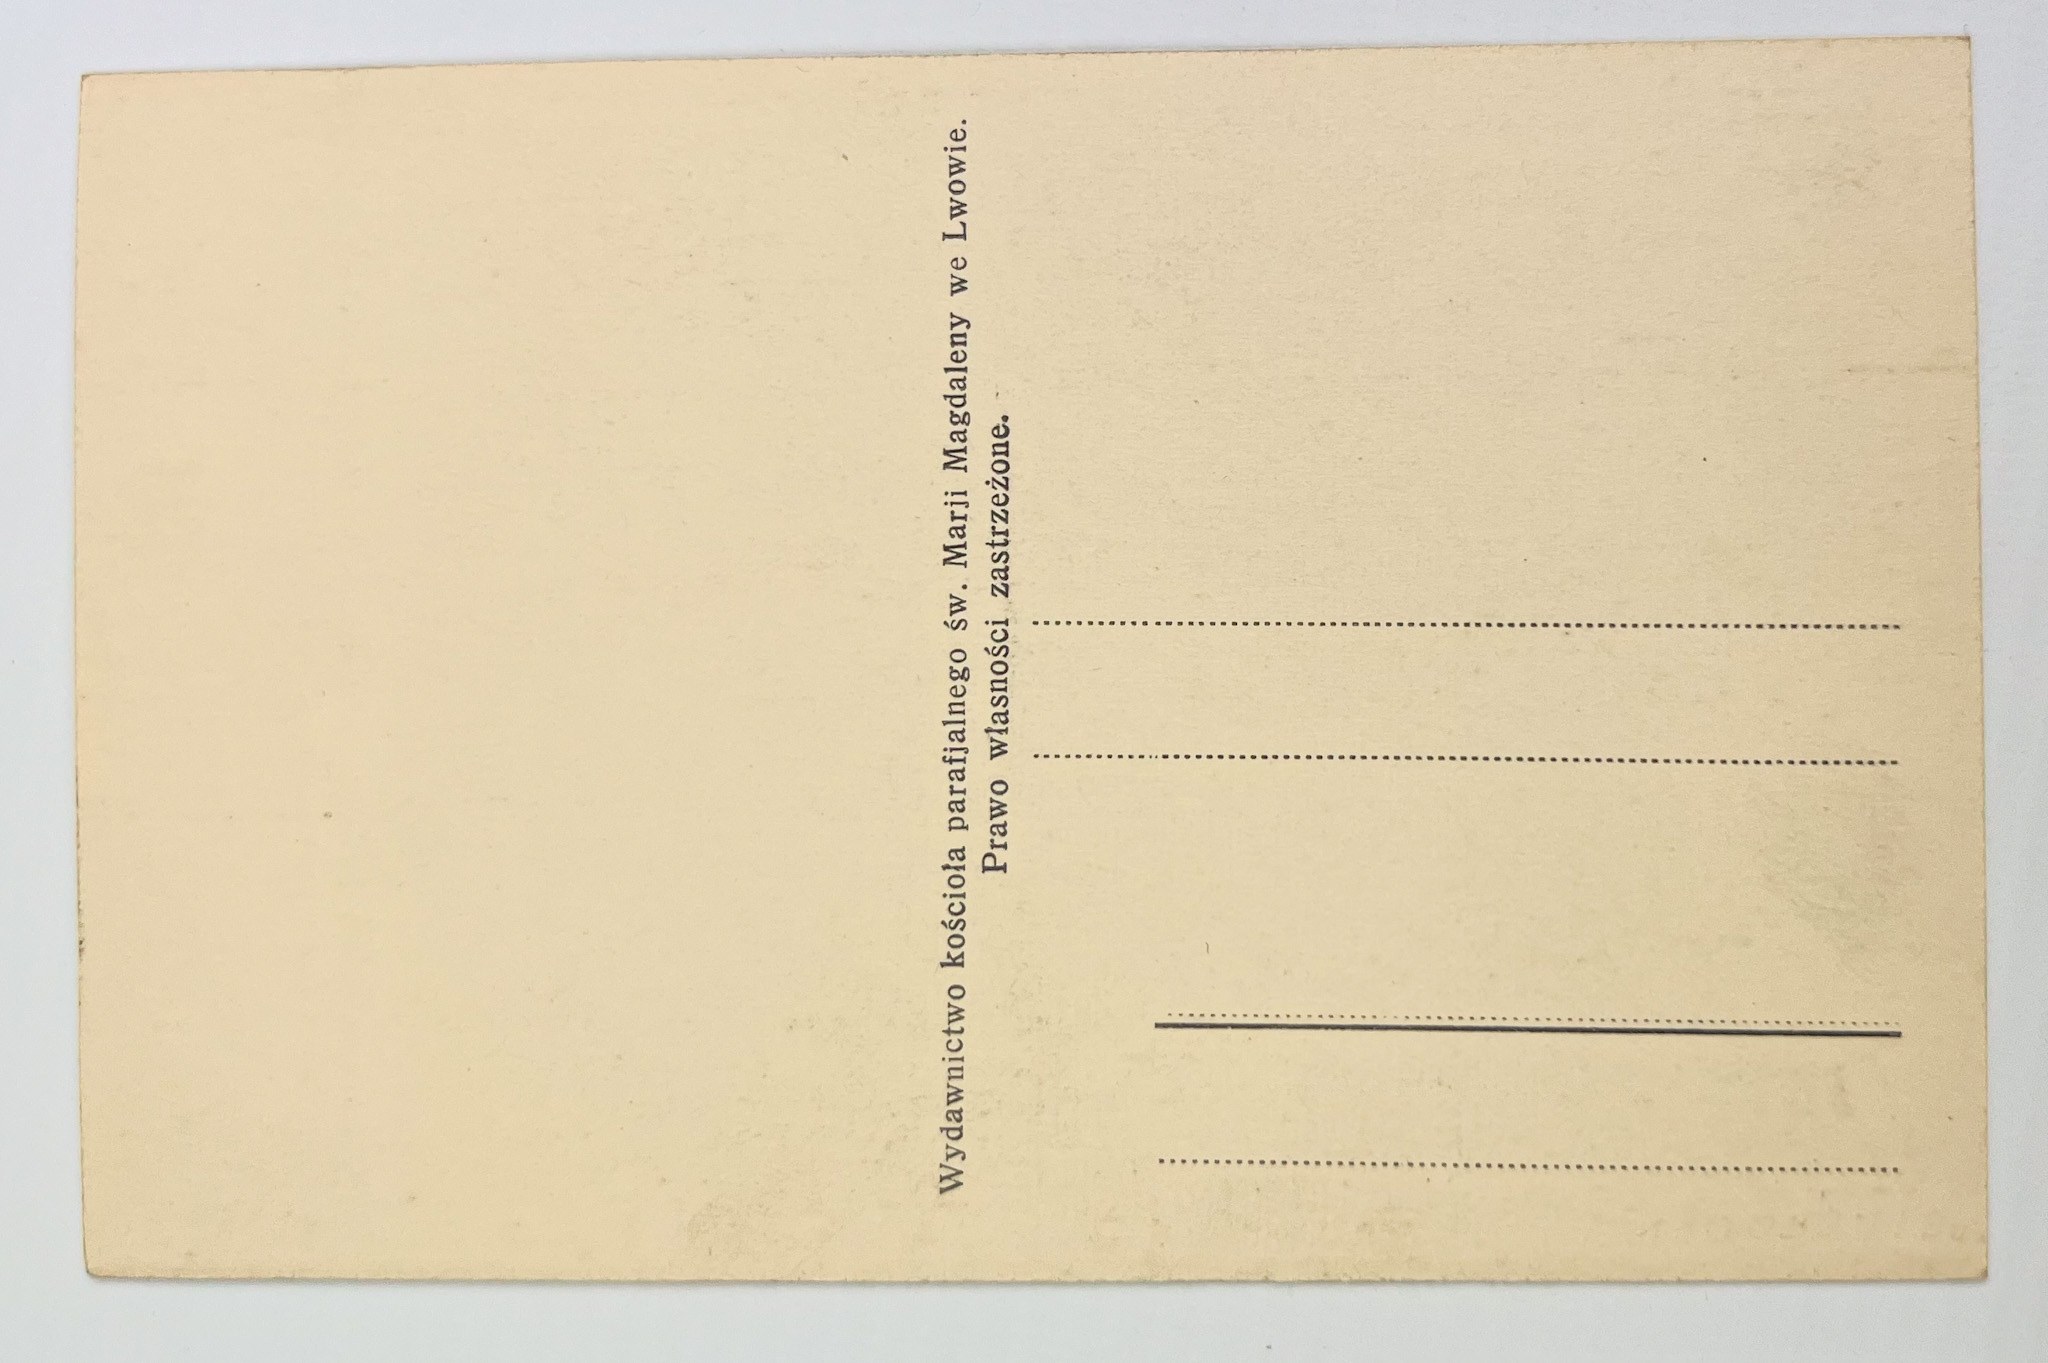 Wydawnictwo kościoła parafjalnego św. Marji Magdaleny we Lwowie.
Prawo własności zastrzeżone.